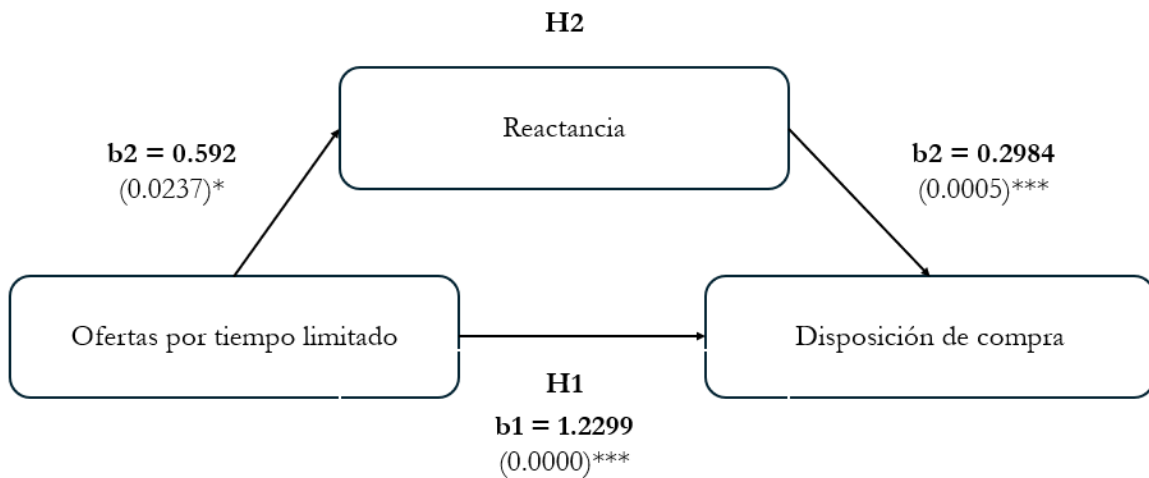 H2
Reactancia
b2 = 0.592
(0.0237)*
b2 = 0.2984
(0.0005)***
Ofertas por tiempo limitado
Disposición de compra
H1
b1 = 1.2299
(0.0000)***